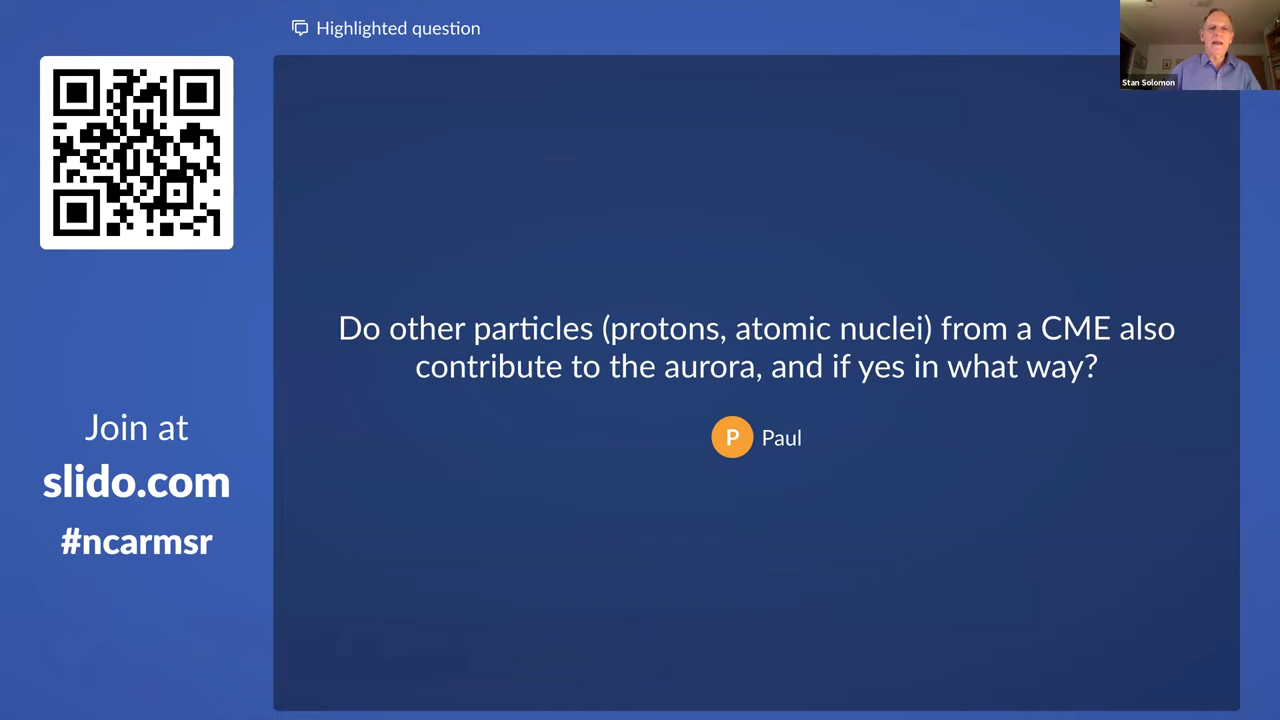 Highlighted question
Stan Solomon
Do other particles (protons, atomic nuclei) from a CME also
contribute to the aurora, and if yes in what way?
P Paul
Join at
slido.com
#ncarmsr